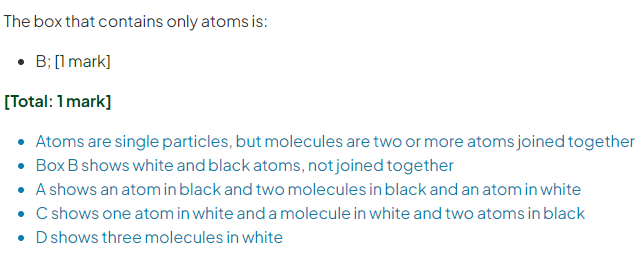 The box that contains only atoms is:
• B; [1 mark]
[Total: 1 mark]
• Atoms are single particles, but molecules are two or more atoms joined together
• Box B shows white and black atoms, not joined together
• A shows an atom in black and two molecules in black and an atom in white
• C shows one atom in white and a molecule in white and two atoms in black
• D shows three molecules in white